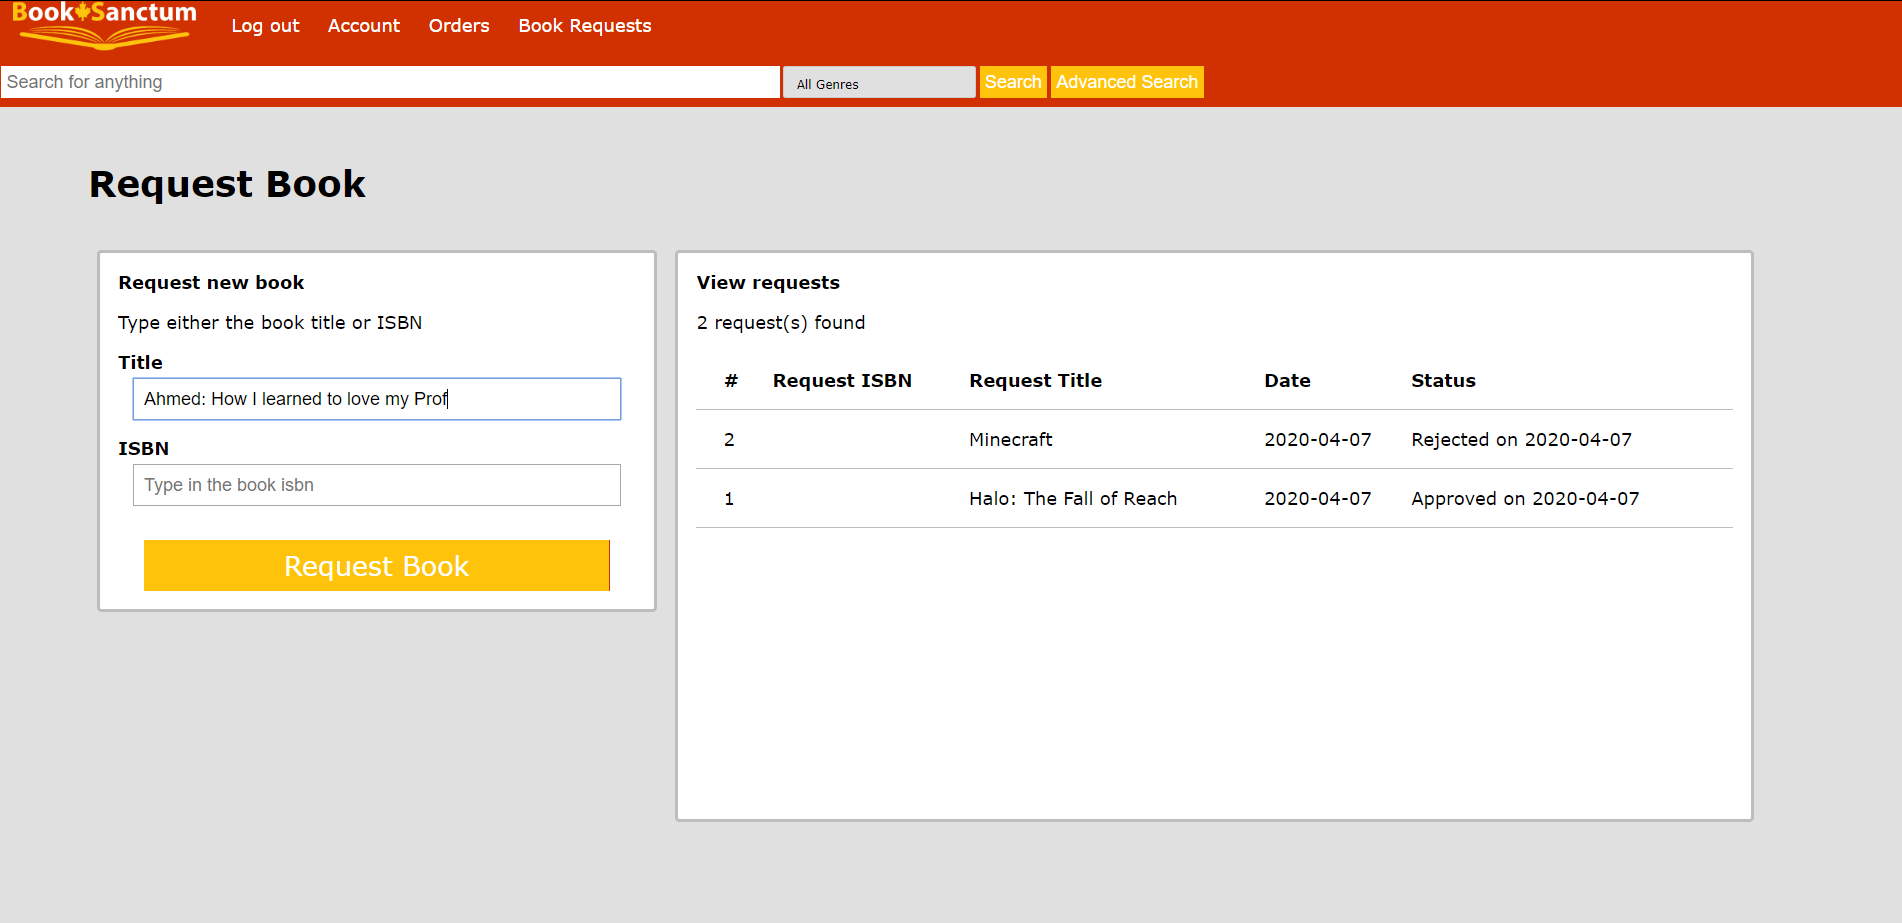 Book Sanctum
Log out Account Orders Book Requests
Search for anything All Genres Search Advanced Search
Request Book
Request new book
Type either the book title or ISBN
Title
Ahmed: How I learned to love my Prof
ISBN
Type in the book isbn
Request Book
View requests
2 request(s) found
# Request ISBN Request Title Date Status
2 Minecraft 2020-04-07 Rejected on 2020-04-07
1 Halo: The Fall of Reach 2020-04-07 Approved on 2020-04-07